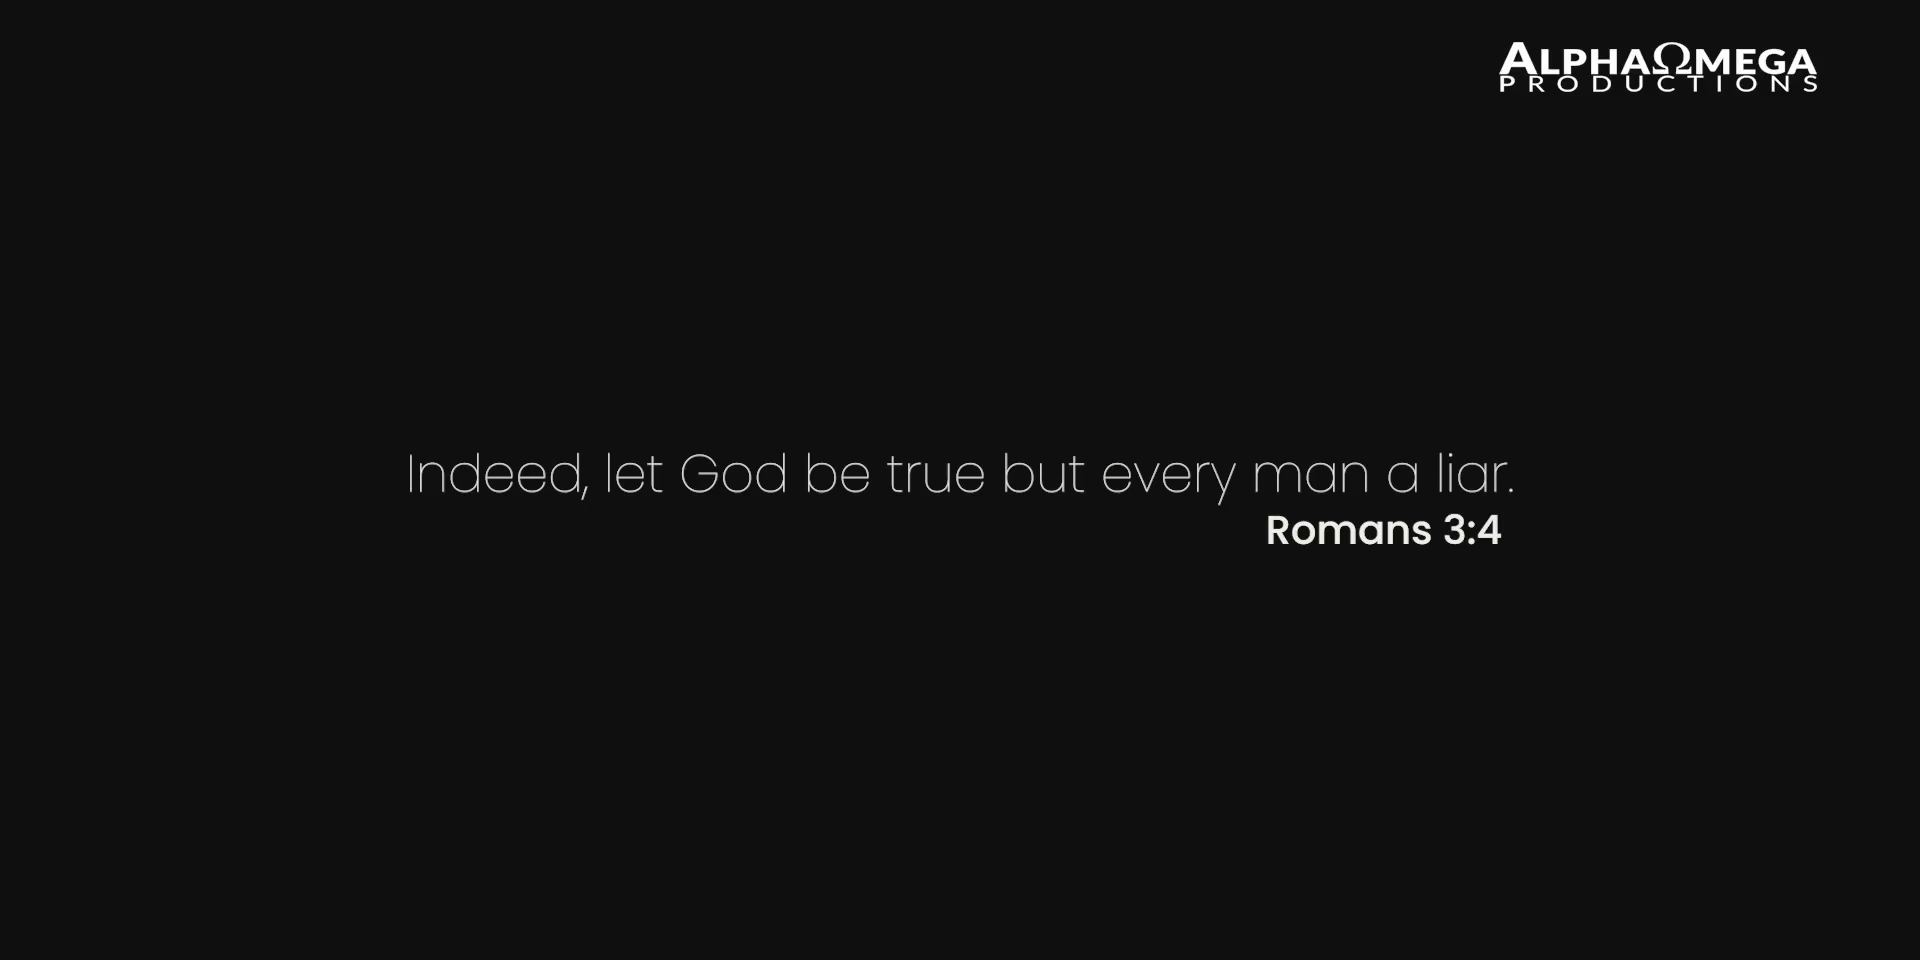 ALPHAΩMEGA
PRODUCTIONS
Indeed, let God be true but every man a liar.
Romans 3:4